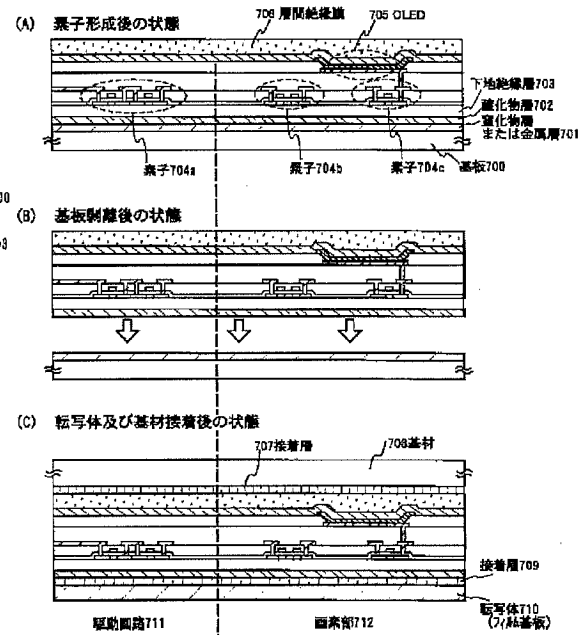 (A) 素子形成後の状態
706 層間絶縁膜
705 OLED
下地絶縁層703
酸化物層702
窒化物層
または金属層701
素子704a
素子704b
素子704c
基板700
(B) 基板剥離後の状態
(C) 転写体及び基材接着後の状態
707接着層
708基材
接着層709
転写体710
(フィルム基板)
駆動回路711
画素部712